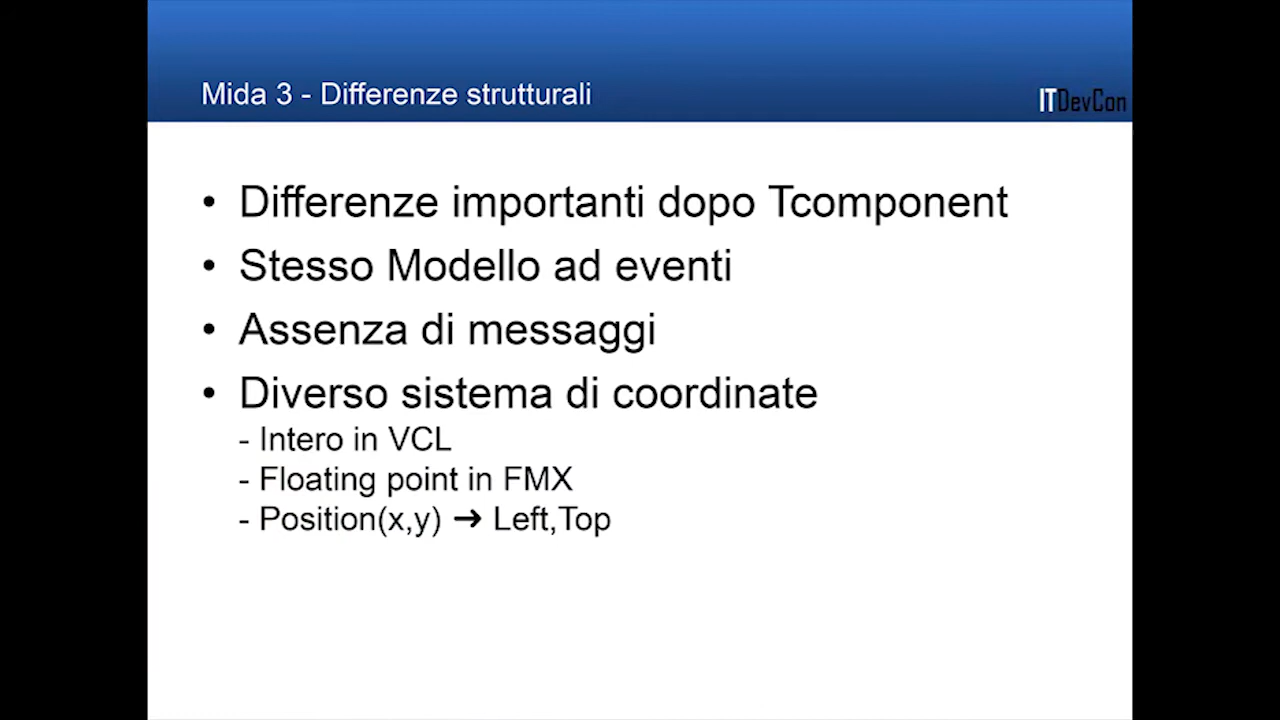 Mida 3 - Differenze strutturali
ITDevCon
• Differenze importanti dopo Tcomponent
• Stesso Modello ad eventi
• Assenza di messaggi
• Diverso sistema di coordinate
- Intero in VCL
- Floating point in FMX
- Position(x,y) ➔ Left,Top